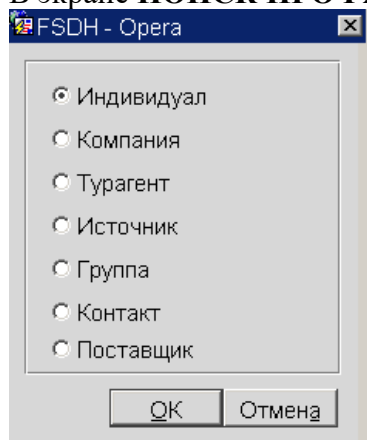 FSDH - Opera
Индивидуал
Компания
Турагент
Источник
Группа
Контакт
Поставщик
OK
Отмена